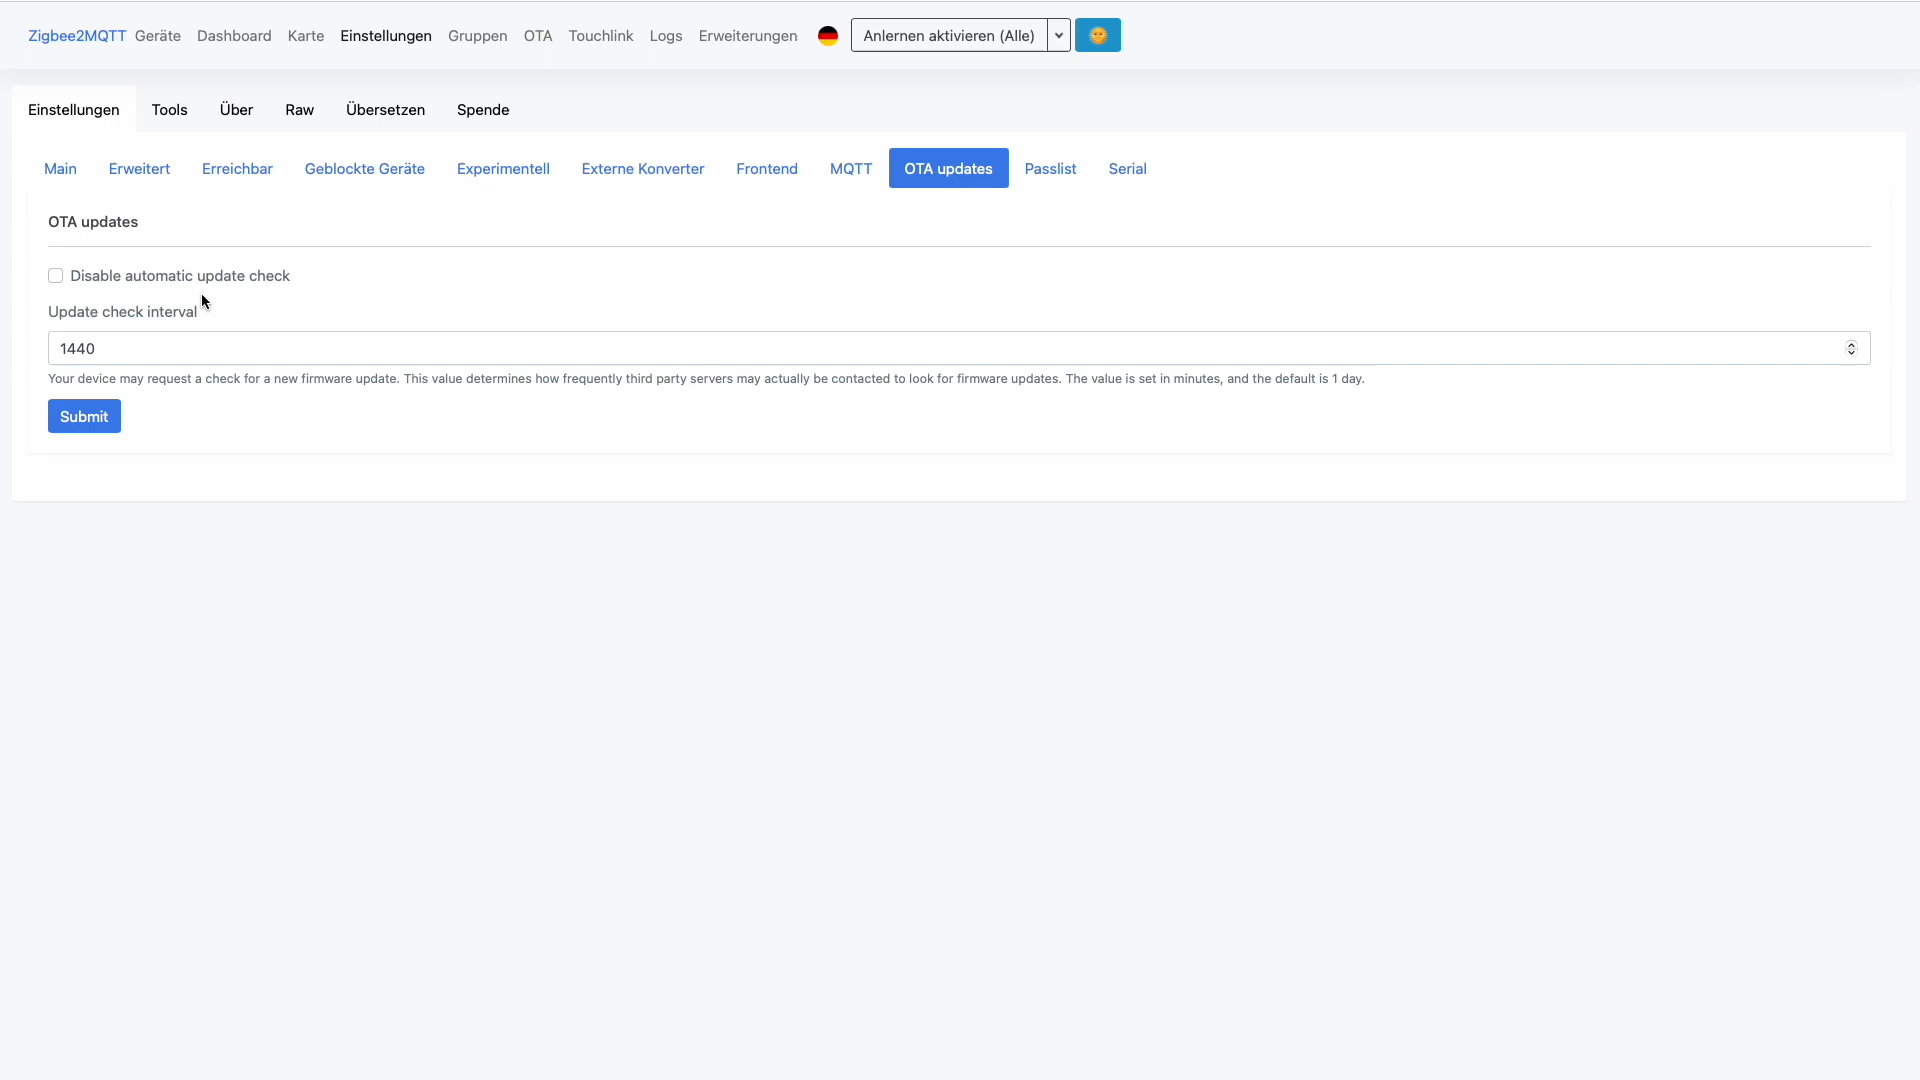 Zigbee2MQTT Geräte Dashboard Karte Einstellungen Gruppen OTA Touchlink Logs Erweiterungen Anlernen aktivieren (Alle)
Einstellungen Tools Über Raw Übersetzen Spende
Main Erweitert Erreichbar Geblockte Geräte Experimentell Externe Konverter Frontend MQTT OTA updates Passlist Serial
OTA updates
Disable automatic update check
Update check interval
1440
Your device may request a check for a new firmware update. This value determines how frequently third party servers may actually be contacted to look for firmware updates. The value is set in minutes, and the default is 1 day.
Submit